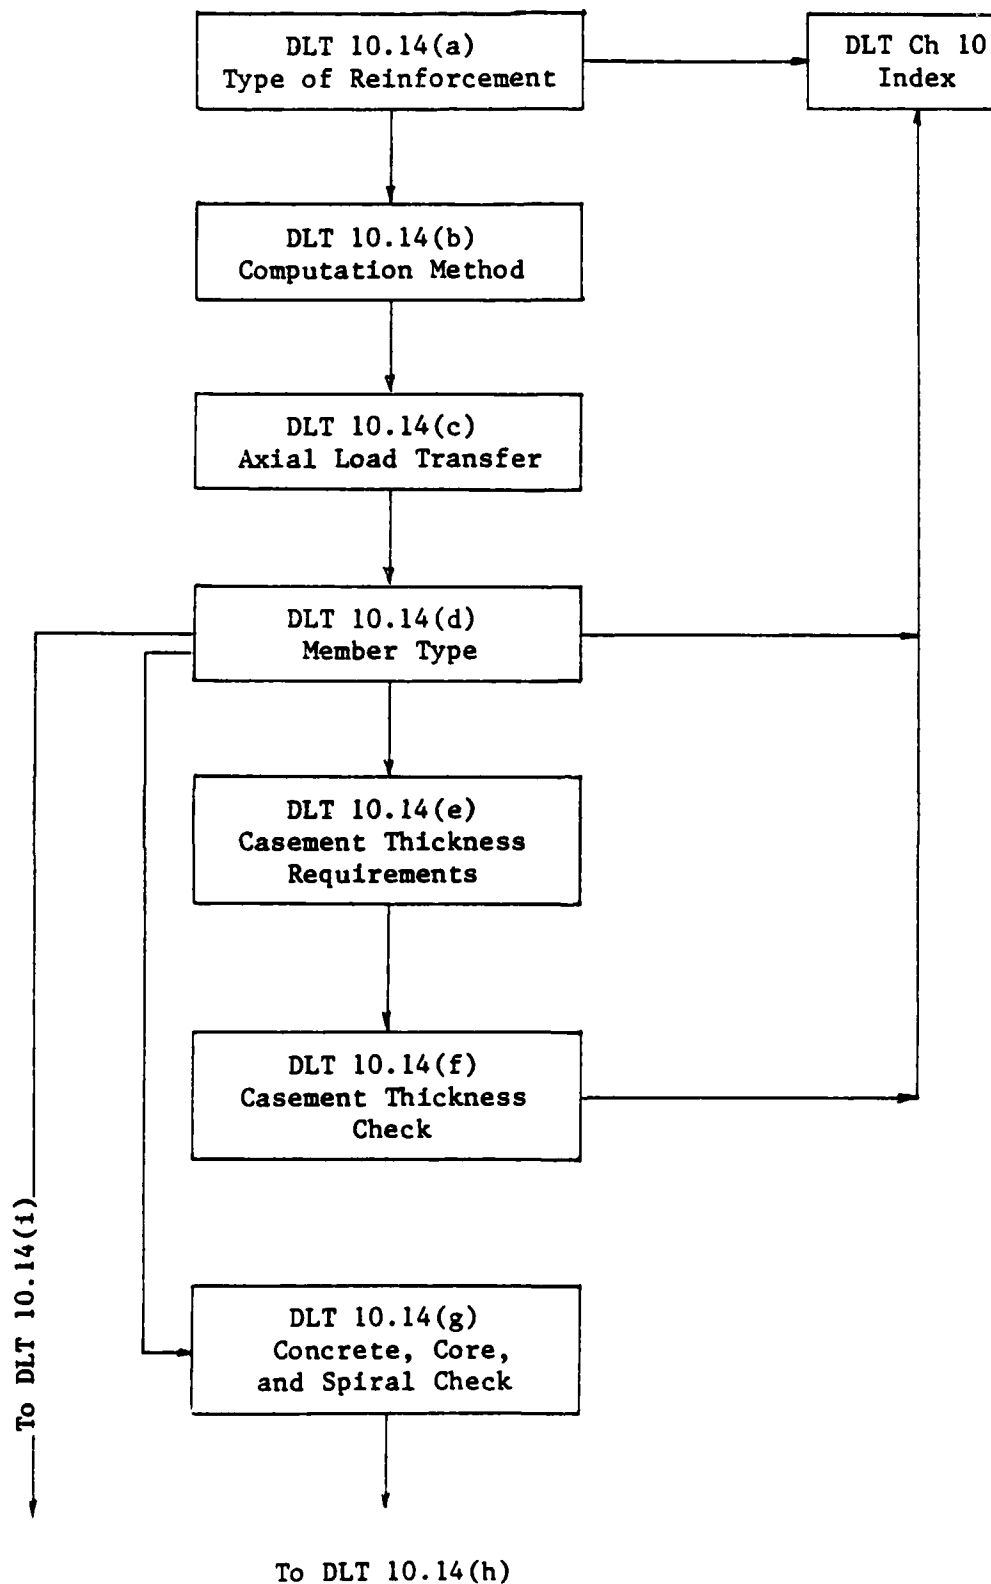 DLT 10.14(a)
Type of Reinforcement
DLT Ch 10
Index
DLT 10.14(b)
Computation Method
DLT 10.14(c)
Axial Load Transfer
DLT 10.14(d)
Member Type
DLT 10.14(e)
Casement Thickness
Requirements
DLT 10.14(f)
Casement Thickness
Check
To DLT 10.14(i)
DLT 10.14(g)
Concrete, Core,
and Spiral Check
To DLT 10.14(h)